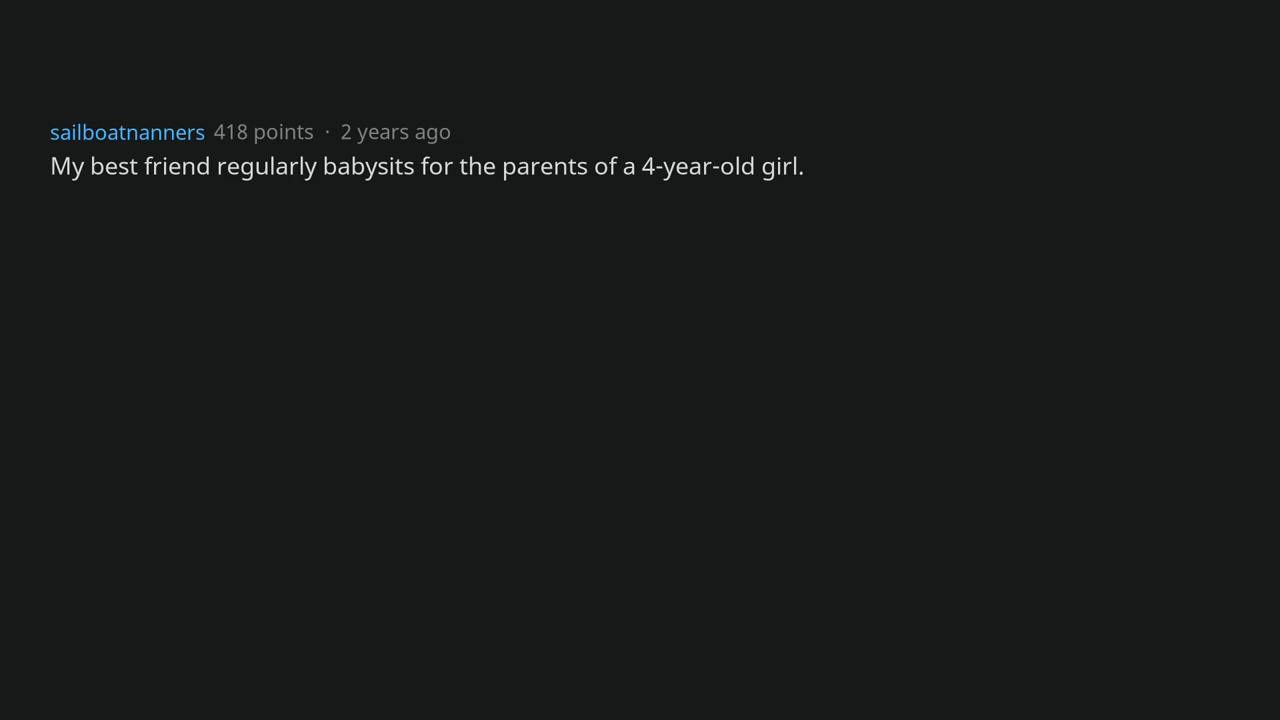 sailboatnanners 418 points · 2 years ago
My best friend regularly babysits for the parents of a 4-year-old girl.